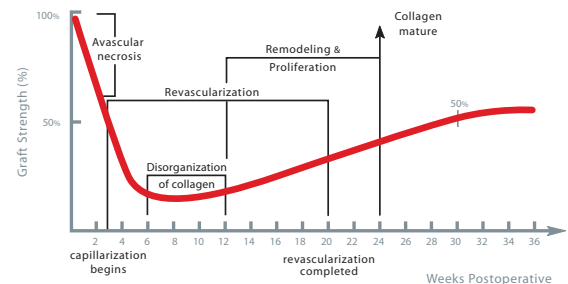 100%
Collagen
mature
Avascular
necrosis
Remodeling &
Proliferation
Revascularization
50%
50%
Graft Strength (%)
Disorganization
of collagen
2 4 6 8 10 12 14 16 18 20 22 24 26 28 30 32 34 36
capillarization
begins
revascularization
completed
Weeks Postoperative